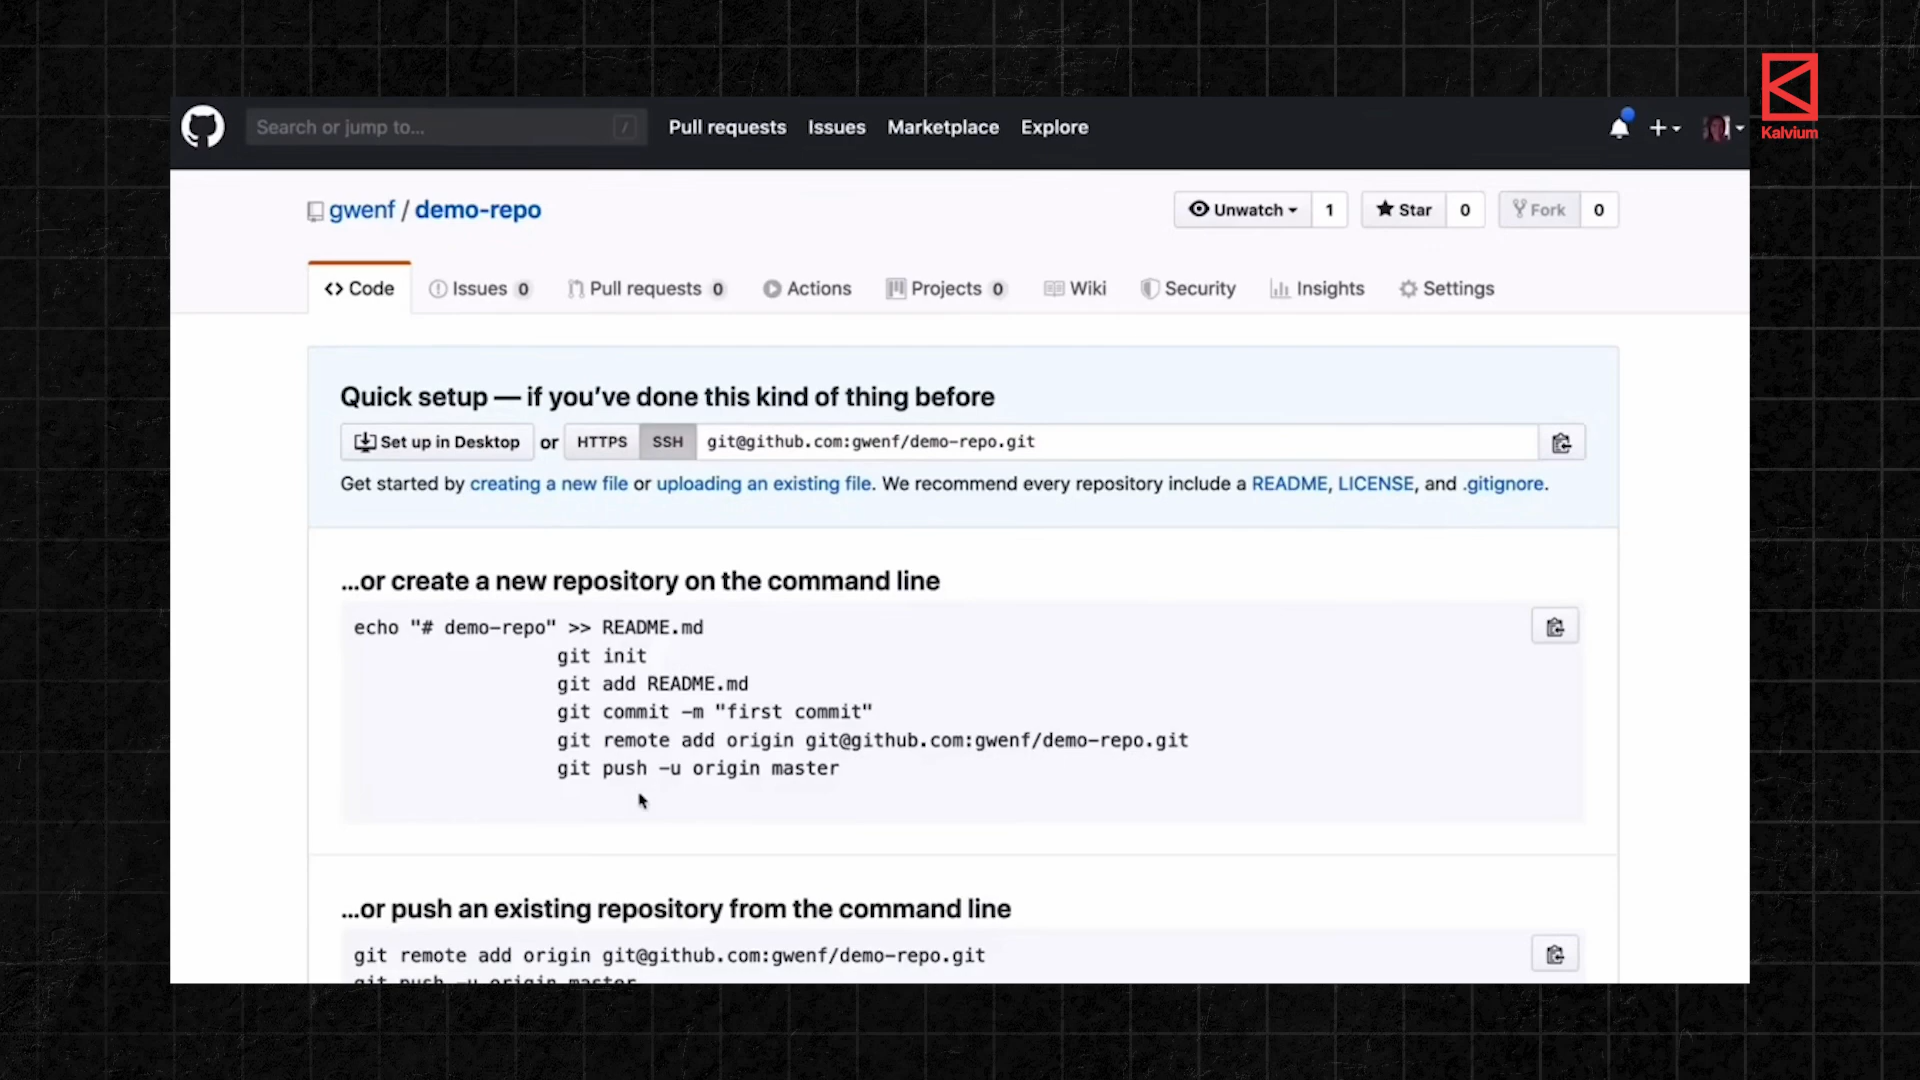 Kalvium
Search or jump to... /
Pull requests Issues Marketplace Explore
gwenf / demo-repo
Unwatch 1 Star 0 Fork 0
Code Issues 0 Pull requests 0 Actions Projects 0 Wiki Security Insights Settings
Quick setup — if you've done this kind of thing before
Set up in Desktop or HTTPS SSH git@github.com:gwenf/demo-repo.git
Get started by creating a new file or uploading an existing file. We recommend every repository include a README, LICENSE, and .gitignore.
...or create a new repository on the command line
echo "# demo-repo" >> README.md
git init
git add README.md
git commit -m "first commit"
git remote add origin git@github.com:gwenf/demo-repo.git
git push -u origin master
...or push an existing repository from the command line
git remote add origin git@github.com:gwenf/demo-repo.git
git push -u origin master